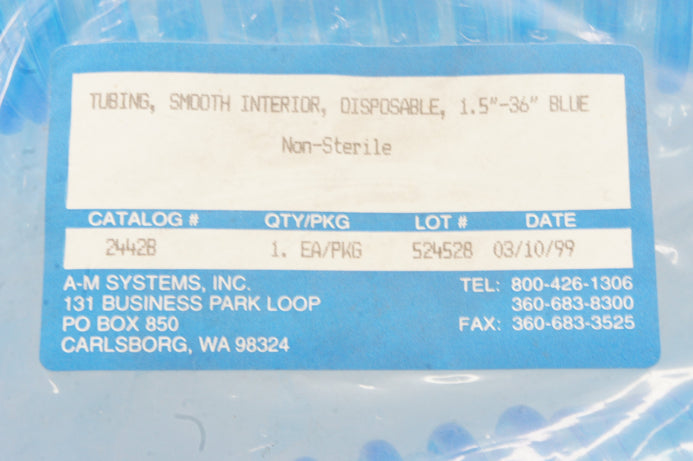 TUBING, SMOOTH INTERIOR, DISPOSABLE, 1.5"-36" BLUE
Non-Sterile
CATALOG # QTY/PKG LOT # DATE
24428 1. EA/PKG 524528 03/10/99
A-M SYSTEMS, INC.
131 BUSINESS PARK LOOP
PO BOX 850
CARLSBORG, WA 98324
TEL: 800-426-1306
360-683-8300
FAX: 360-683-3525